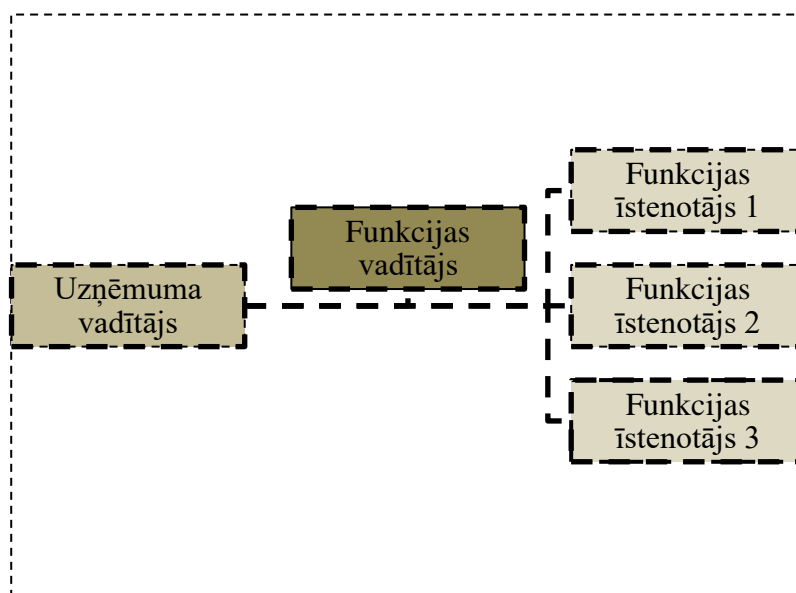 Uzņēmuma
vadītājs
Funkcijas
vadītājs
Funkcijas
īstenotājs 1
Funkcijas
īstenotājs 2
Funkcijas
īstenotājs 3